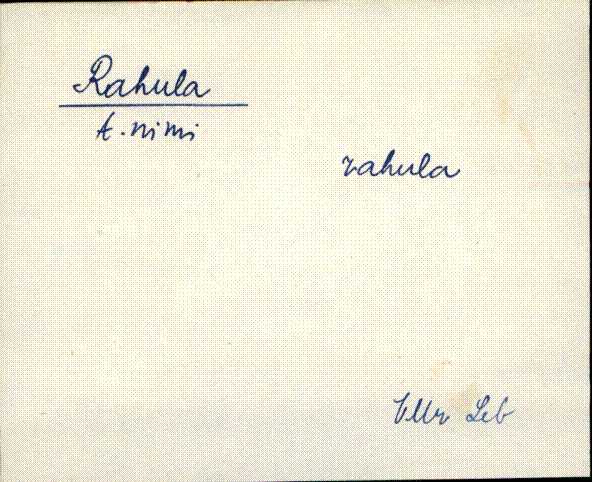 Rahula
t. nimi
rahula
VMr Leb